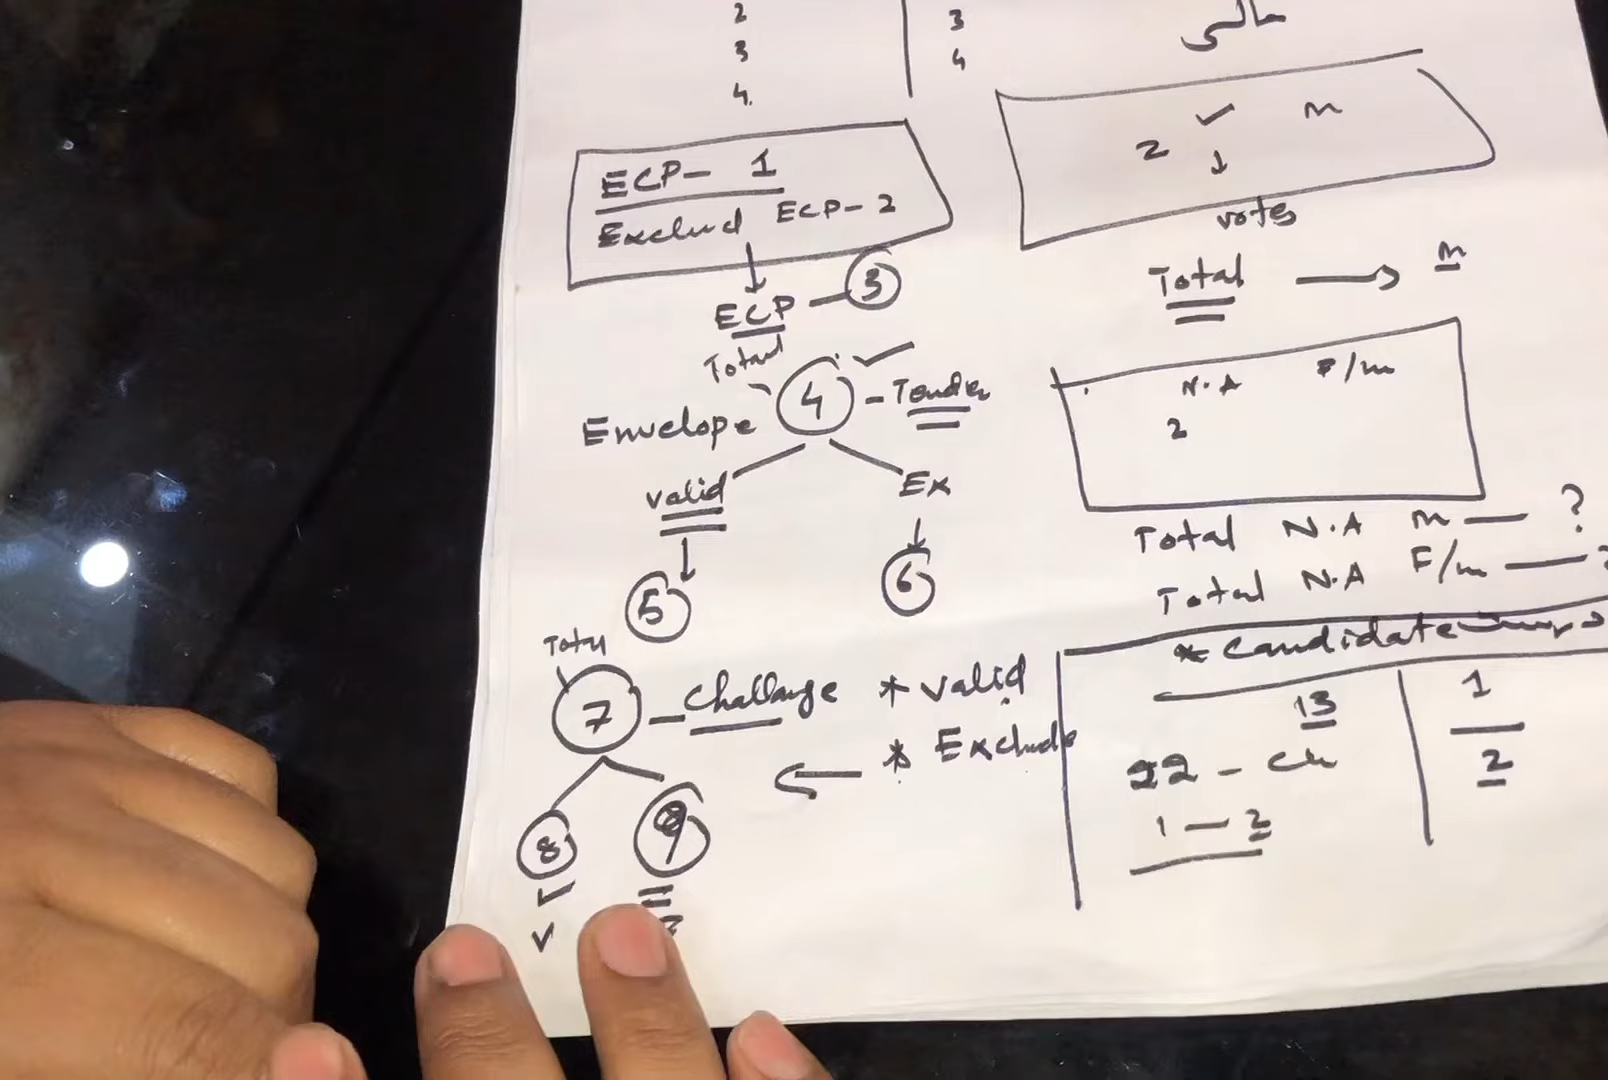 2
3
4
3
4
خالی
ECP- 1
Exclud ECP-2
ECP - 3
Total
4 - Tender
Envelope
valid
Ex
5
6
Total
7 - Challange
* valid
* Exclude
8
9
V
2 ✓ m
votes
Total → m
N.A F/m
2
Total N.A m — ?
Total N.A F/m — ?
* Candidate
13
1
22 - Ch
2
1 - 2